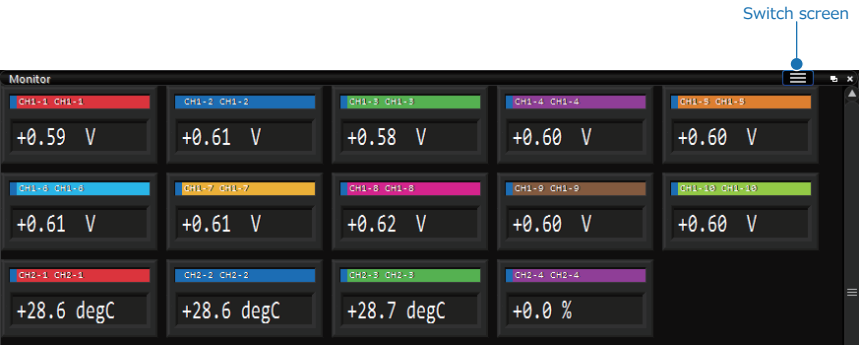 Switch screen
Monitor
CH1-1 CH1-1
CH1-2 CH1-2
CH1-3 CH1-3
CH1-4 CH1-4
CH1-5 CH1-5
+0.59 V
+0.61 V
+0.58 V
+0.60 V
+0.60 V
CH1-6 CH1-6
CH1-7 CH1-7
CH1-8 CH1-8
CH1-9 CH1-9
CH1-10 CH1-10
+0.61 V
+0.61 V
+0.62 V
+0.60 V
+0.60 V
CH2-1 CH2-1
CH2-2 CH2-2
CH2-3 CH2-3
CH2-4 CH2-4
+28.6 degC
+28.6 degC
+28.7 degC
+0.0 %